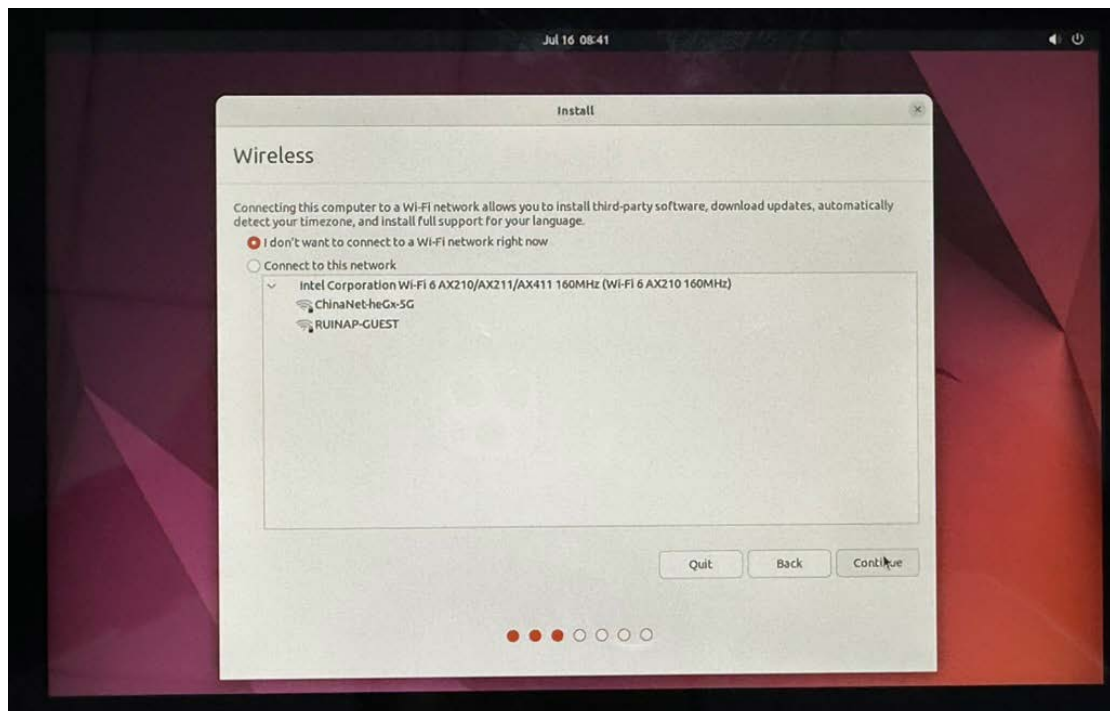 Jul 16 08:41
Install
Wireless
Connecting this computer to a Wi-Fi network allows you to install third-party software, download updates, automatically
detect your timezone, and install full support for your language.
I don't want to connect to a Wi-Fi network right now
Connect to this network
Intel Corporation Wi-Fi 6 AX210/AX211/AX411 160MHz (Wi-Fi 6 AX210 160MHz)
ChinaNet-heGx-5G
RUINAP-GUEST
Quit
Back
Continue